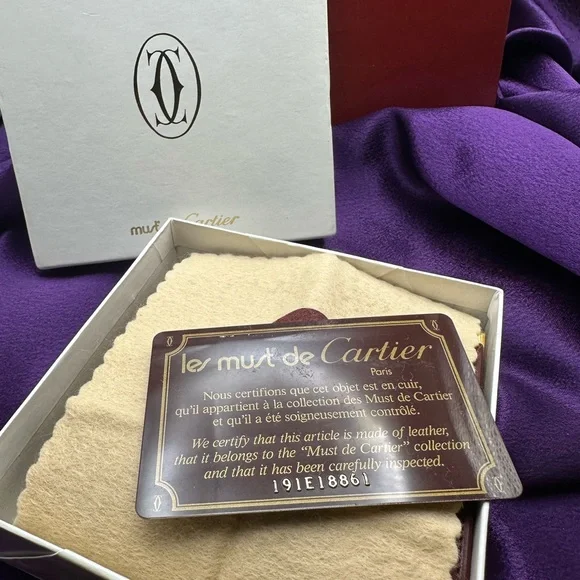 must de Cartier
les must de Cartier
Paris
Nous certifions que cet objet est en cuir,
qu'il appartient à la collection des Must de Cartier
et qu'il a été soigneusement contrôlé.
We certify that this article is made of leather,
that it belongs to the "Must de Cartier" collection
and that it has been carefully inspected.
191E18861